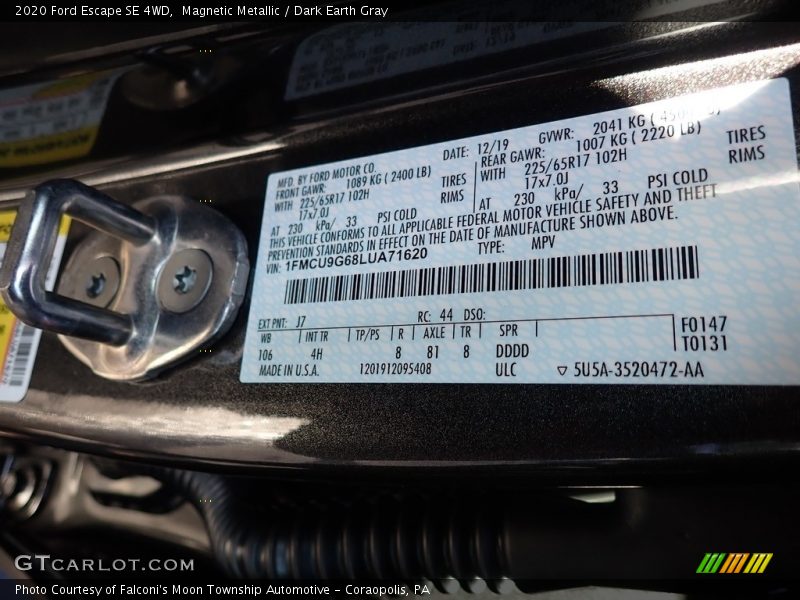 2020 Ford Escape SE 4WD, Magnetic Metallic / Dark Earth Gray
MFD. BY FORD MOTOR CO.
DATE: 12/19 GVWR: 2041 KG
FRONT GAWR: 1089 KG ( 2400 LB)
REAR GAWR: 1007 KG ( 2220 LB)
WITH 225/65R17 102H TIRES
WITH 225/65R17 102H TIRES
17x7.0J RIMS
17x7.0J RIMS
AT 230 kPa/ 33 PSI COLD
AT 230 kPa/ 33 PSI COLD
THIS VEHICLE CONFORMS TO ALL APPLICABLE FEDERAL MOTOR VEHICLE SAFETY AND THEFT
PREVENTION STANDARDS IN EFFECT ON THE DATE OF MANUFACTURE SHOWN ABOVE.
VIN: 1FMCU9G68LUA71620 TYPE: MPV
EXT PNT: J7 RC: 44 DSO:
WB INT TR TP/PS R AXLE TR SPR
F0147
T0131
106 4H 8 81 8 DDDD
MADE IN U.S.A. 1201912095408 ULC ▽ 5U5A-3520472-AA
GTCARLOT.COM
Photo Courtesy of Falconi's Moon Township Automotive - Coraopolis, PA